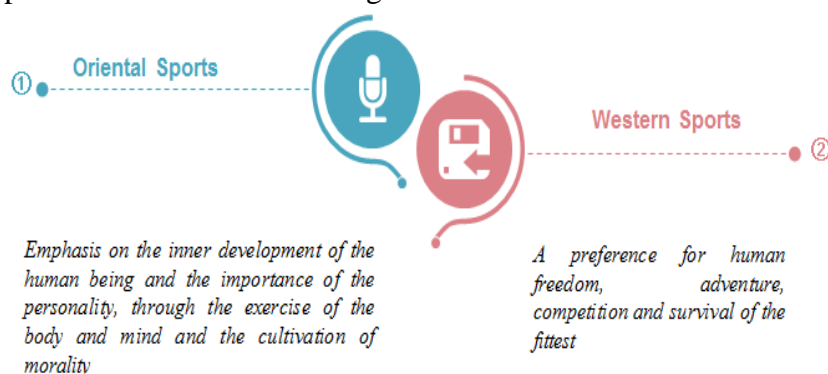 Oriental Sports
①
Western Sports
②
Emphasis on the inner development of the
human being and the importance of the
personality, through the exercise of the
body and mind and the cultivation of
morality
A preference for human
freedom, adventure,
competition and survival of the
fittest